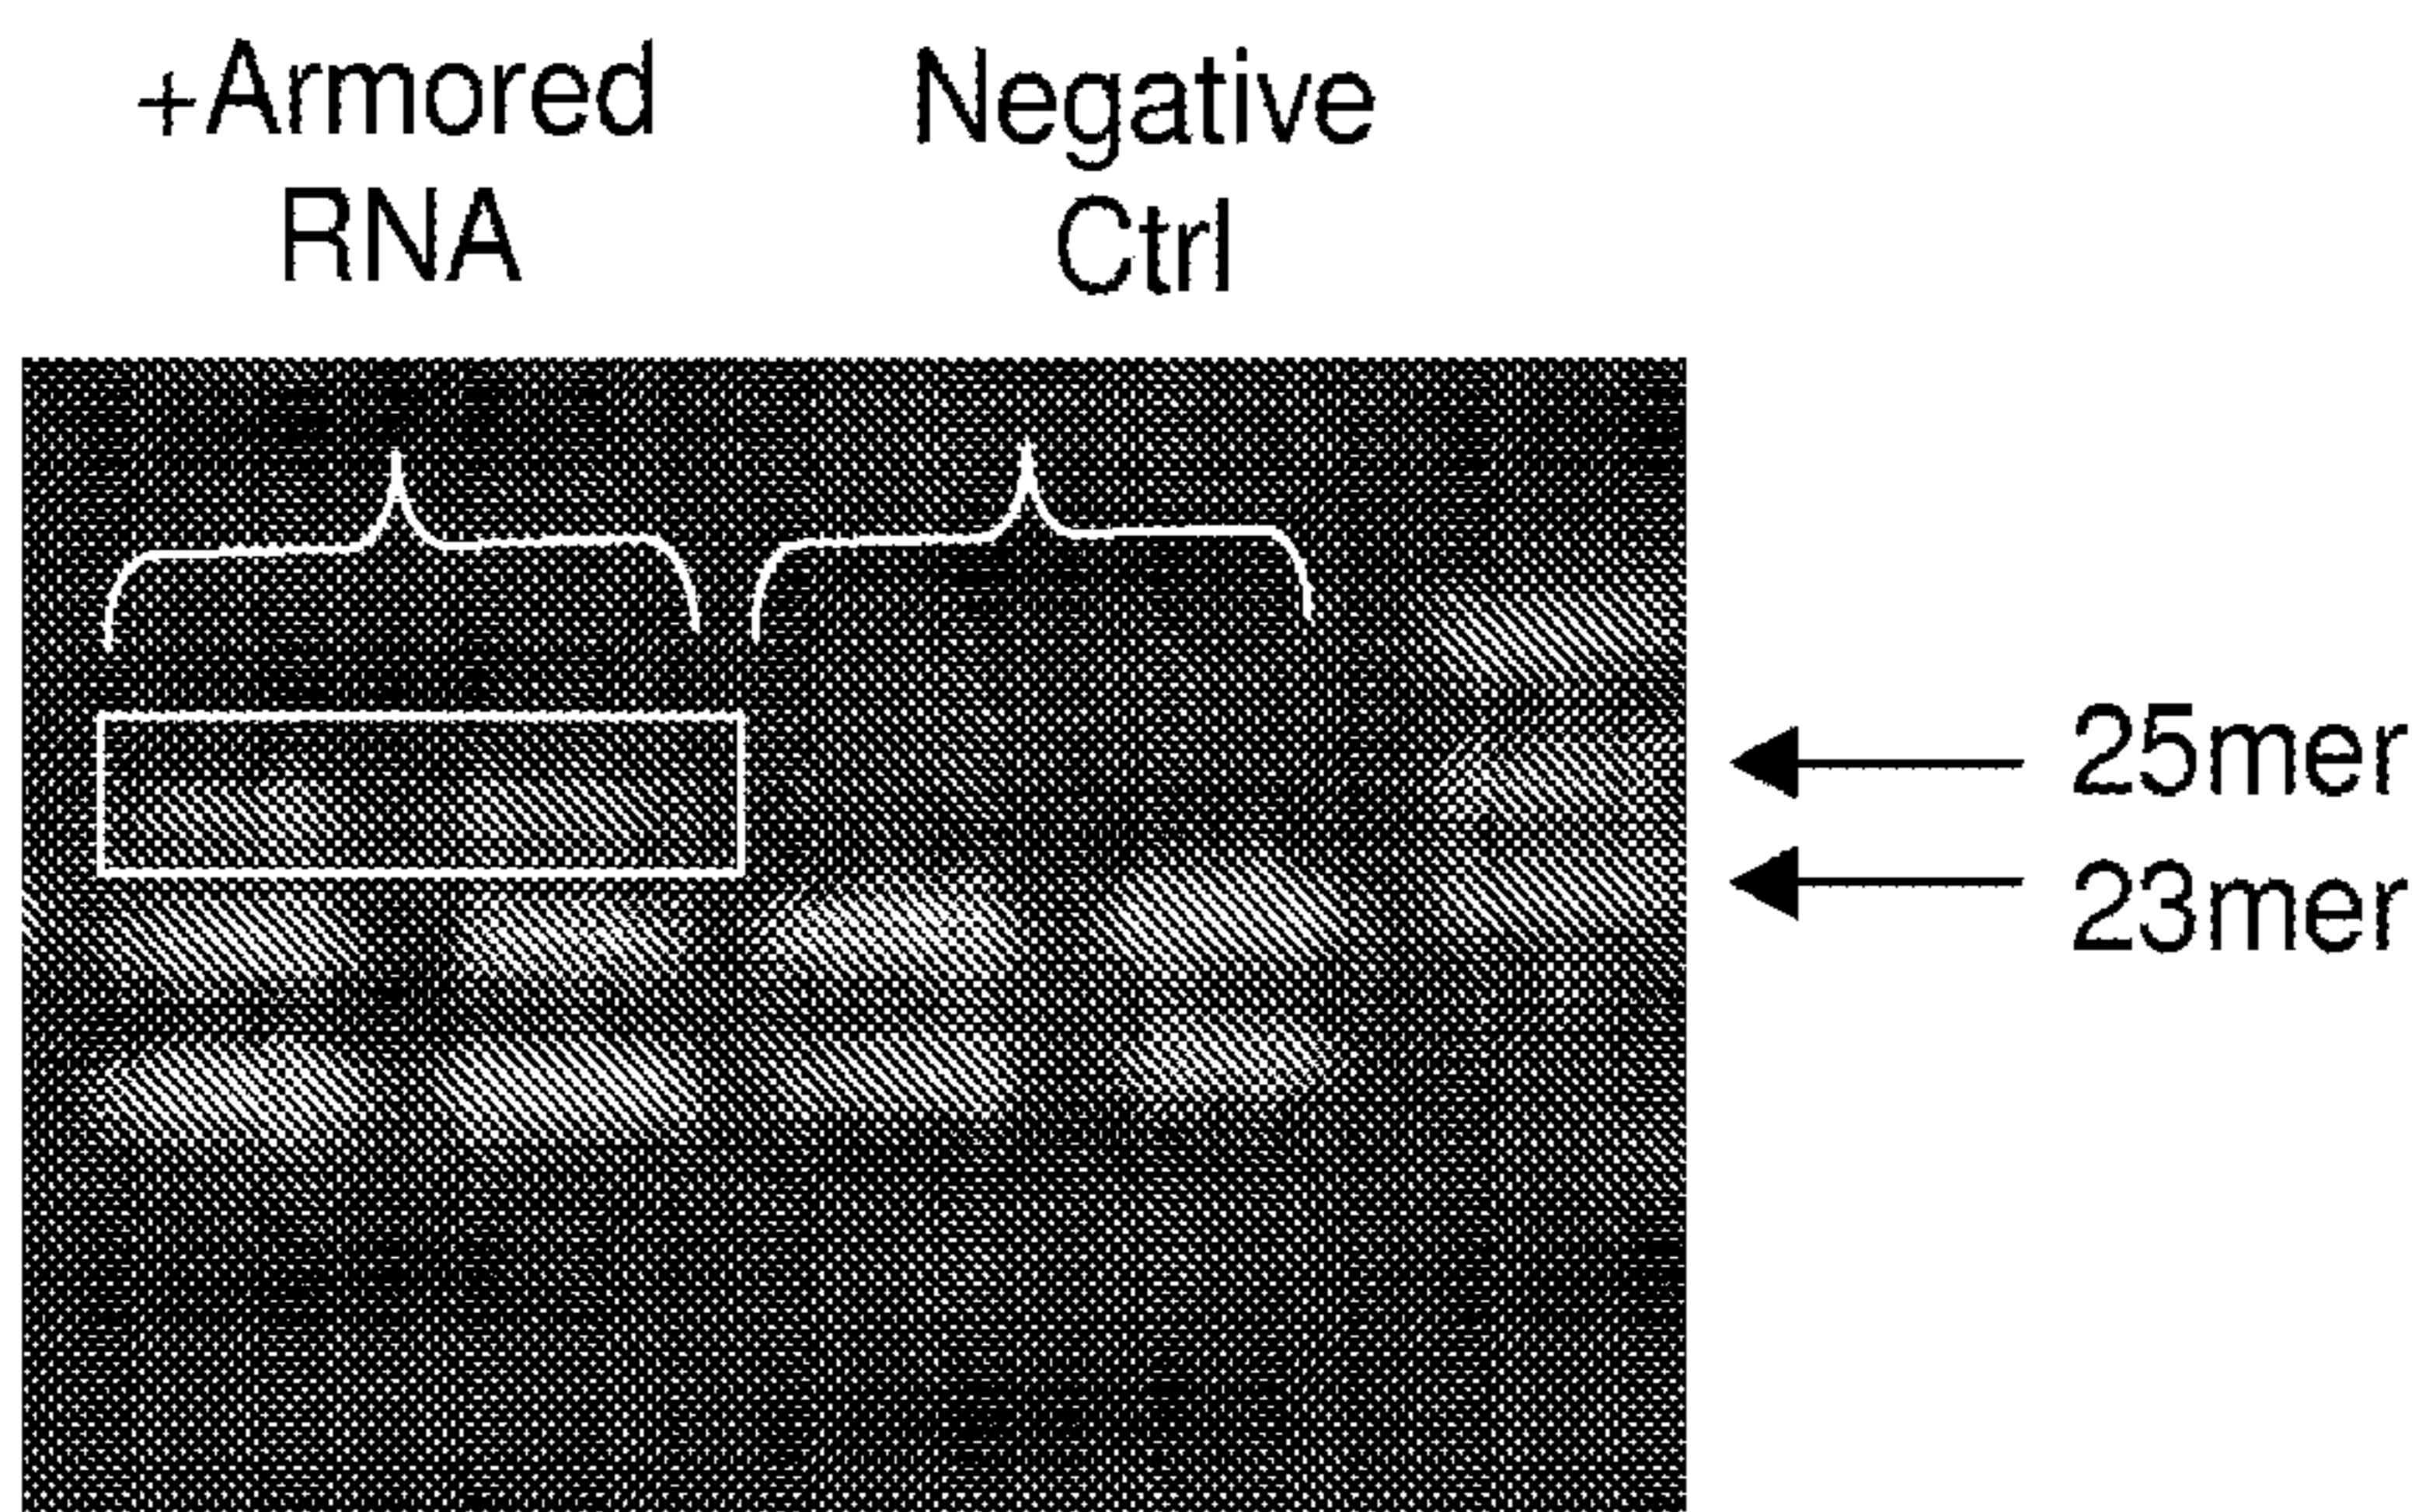 +Armored
RNA
Negative
Ctrl
25mer
23mer